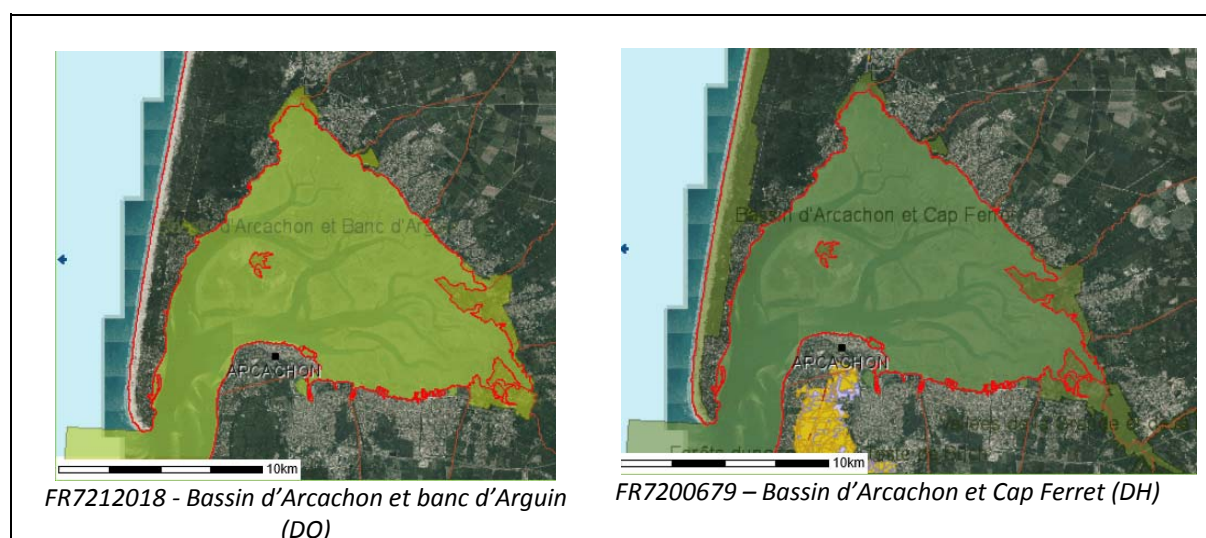 d'Arcachon et Banc d'Arguin
ARCACHON
10km
FR7212018 - Bassin d'Arcachon et banc d'Arguin
(DO)
Bassin d'Arcachon et Cap Ferret
ARCACHON
10km
FR7200679 – Bassin d'Arcachon et Cap Ferret (DH)